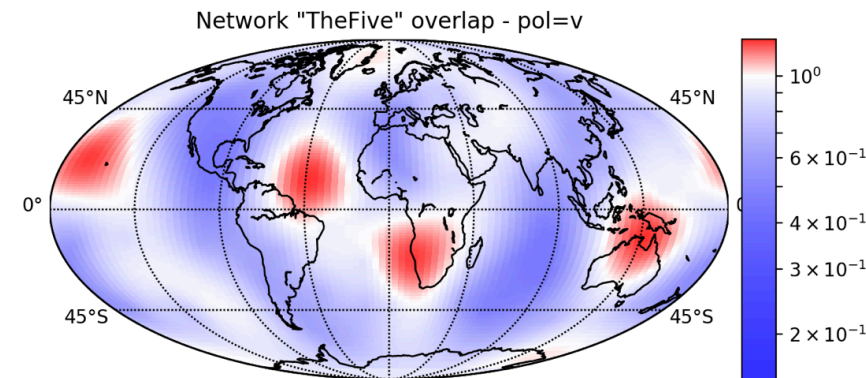 Network "TheFive" overlap - pol=v
45°N 45°N
10⁰
6 × 10⁻¹
0° 0
4 × 10⁻¹
3 × 10⁻¹
45°S 45°S
2 × 10⁻¹